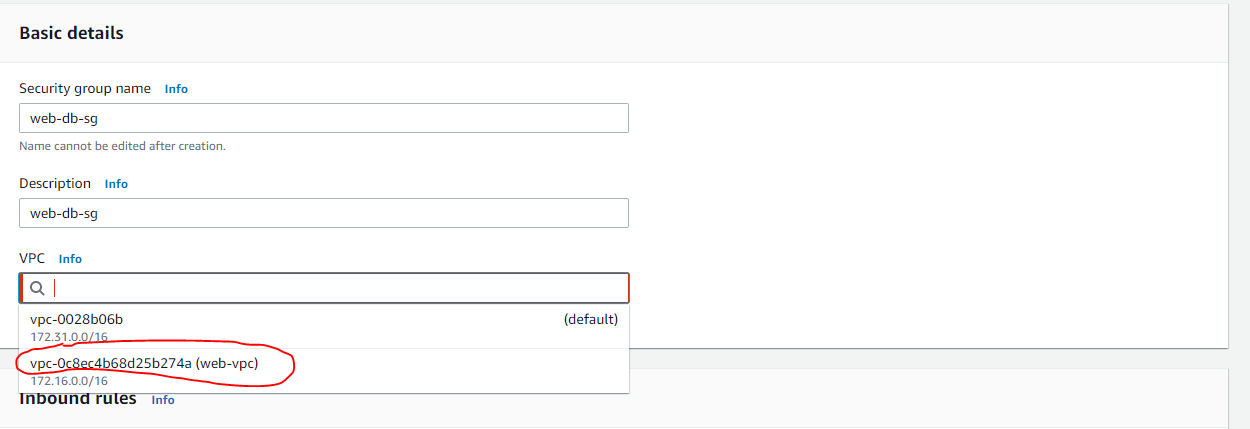 Basic details
Security group name Info
web-db-sg
Name cannot be edited after creation.
Description Info
web-db-sg
VPC Info
vpc-0028b06b (default)
172.31.0.0/16
vpc-0c8ec4b68d25b274a (web-vpc)
172.16.0.0/16
Inbound rules Info